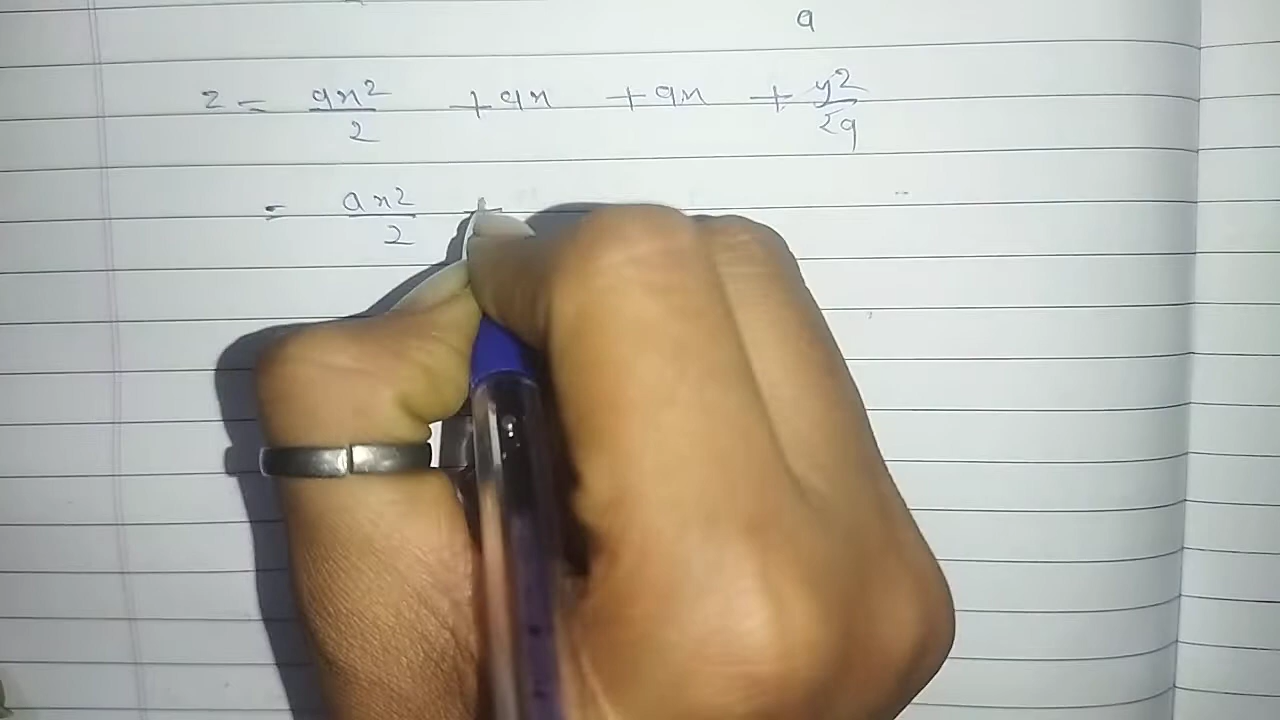 a
z = ax²/2 + ax + ax + y²/2a
= ax²/2 +